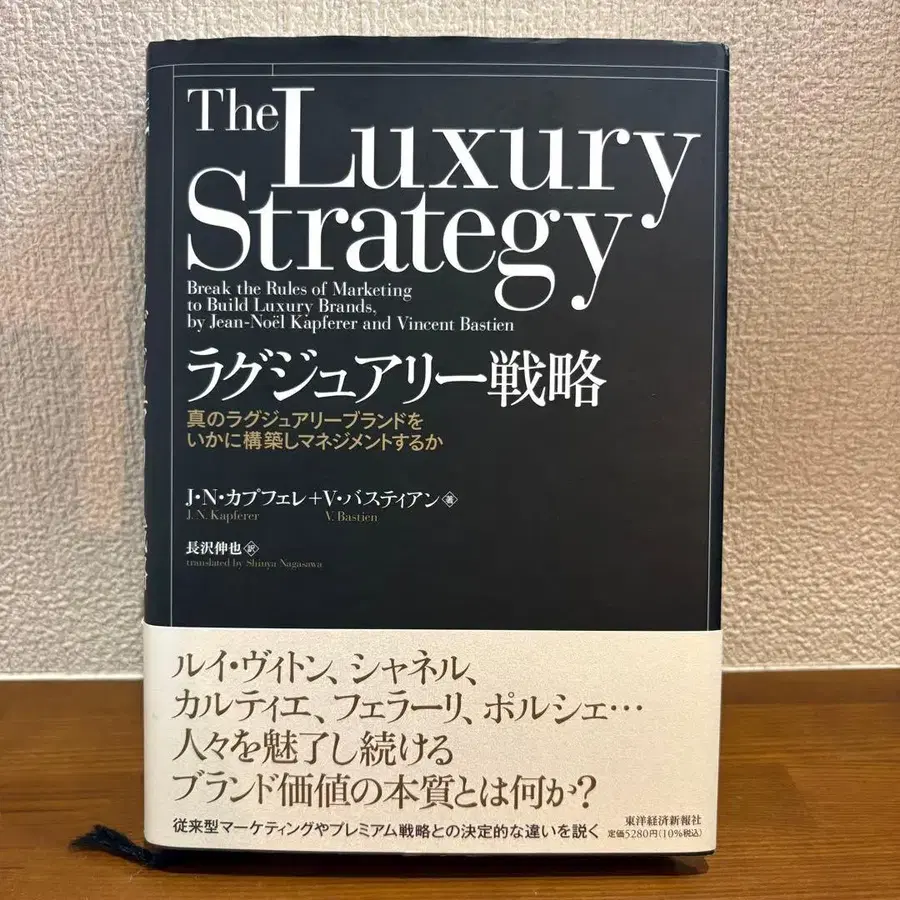 The Luxury
Strategy
Break the Rules of Marketing
to Build Luxury Brands,
by Jean-Noël Kapferer and Vincent Bastien
ラグジュアリー戦略
真のラグジュアリーブランドを
いかに構築しマネジメントするか
J・N・カプフェレ+V・バスティアン 著
J. N. Kapferer V. Bastien
長沢伸也 訳
translated by Shinya Nagasawa
ルイ・ヴィトン、シャネル、
カルティエ、フェラーリ、ポルシェ…
人々を魅了し続ける
ブランド価値の本質とは何か?
従来型マーケティングやプレミアム戦略との決定的な違いを説く
東洋経済新報社
定価5280円(10%税込)